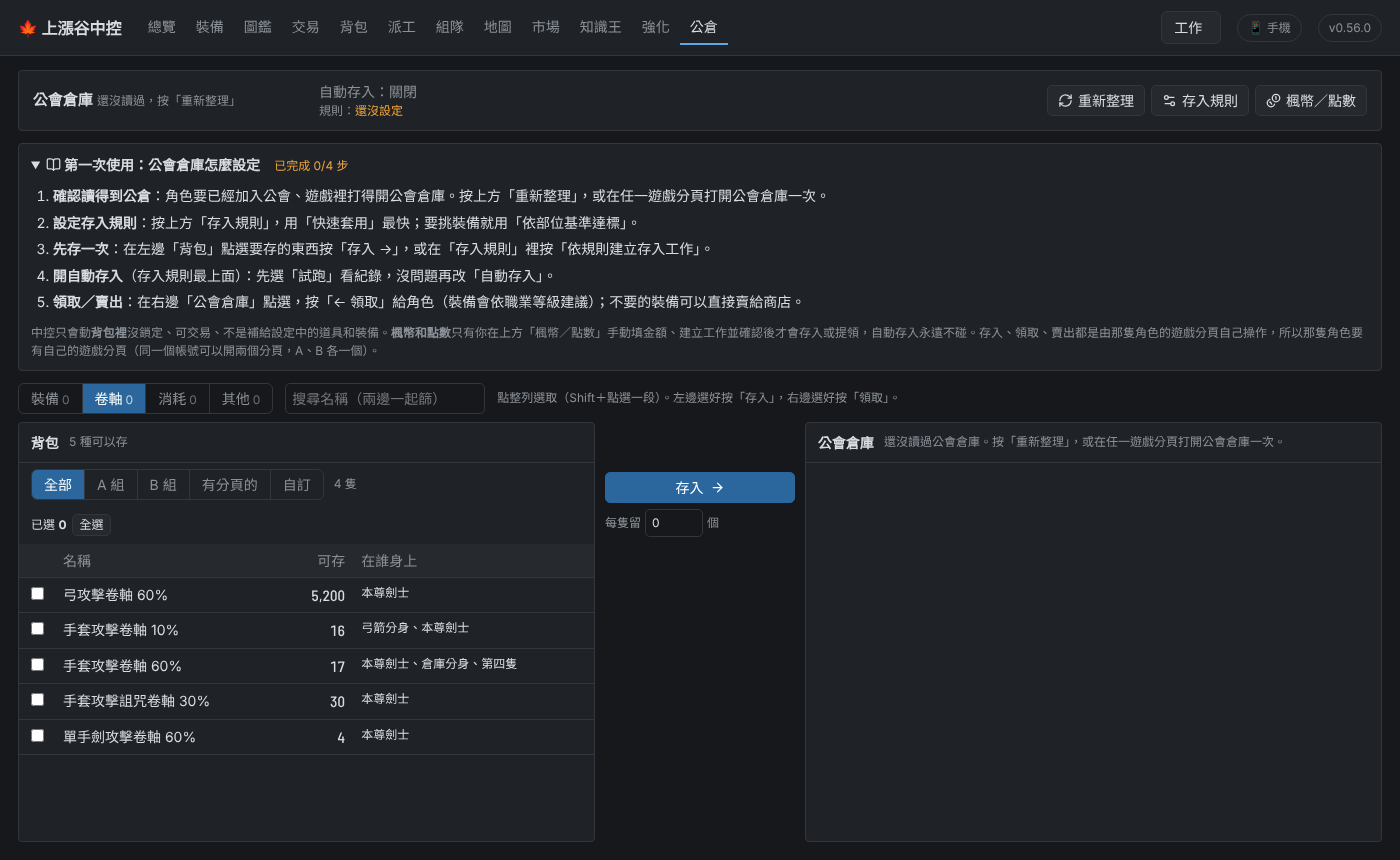 🍁 上漲谷中控 總覽 裝備 圖鑑 交易 背包 派工 組隊 地圖 市場 知識王 強化 公倉 工作 📱 手機 v0.56.0
公會倉庫 還沒讀過，按「重新整理」 自動存入：關閉 規則：還沒設定 重新整理 存入規則 楓幣／點數
▼ 第一次使用：公會倉庫怎麼設定 已完成 0/4 步
1. 確認讀得到公倉：角色要已經加入公會、遊戲裡打得開公會倉庫。按上方「重新整理」，或在任一遊戲分頁打開公會倉庫一次。
2. 設定存入規則：按上方「存入規則」，用「快速套用」最快；要挑裝備就用「依部位基準達標」。
3. 先存一次：在左邊「背包」點選要存的東西按「存入 →」，或在「存入規則」裡按「依規則建立存入工作」。
4. 開自動存入（存入規則最上面）：先選「試跑」看紀錄，沒問題再改「自動存入」。
5. 領取／賣出：在右邊「公會倉庫」點選，按「← 領取」給角色（裝備會依職業等級建議）；不要的裝備可以直接賣給商店。
中控只會動背包裡沒鎖定、可交易、不是補給設定中的道具和裝備。楓幣和點數只有你在上方「楓幣／點數」手動填金額、建立工作並確認後才會存入或提領，自動存入永遠不碰。存入、領取、賣出都是由那隻角色的遊戲分頁自己操作，所以那隻角色要
有自己的遊戲分頁（同一個帳號可以開兩個分頁，A、B 各一個）。
裝備 0 卷軸 0 消耗 0 其他 0 搜尋名稱（兩邊一起篩） 點整列選取（Shift＋點選一段）。左邊選好按「存入」，右邊選好按「領取」。
背包 5 種可以存
全部 A 組 B 組 有分頁的 自訂 4 隻
已選 0 全選
名稱 可存 在誰身上
弓攻擊卷軸 60% 5,200 本尊劍士
手套攻擊卷軸 10% 16 弓箭分身、本尊劍士
手套攻擊卷軸 60% 17 本尊劍士、倉庫分身、第四隻
手套攻擊詛咒卷軸 30% 30 本尊劍士
單手劍攻擊卷軸 60% 4 本尊劍士
存入 →
每隻留 0 個
公會倉庫 還沒讀過公會倉庫。按「重新整理」，或在任一遊戲分頁打開公會倉庫一次。